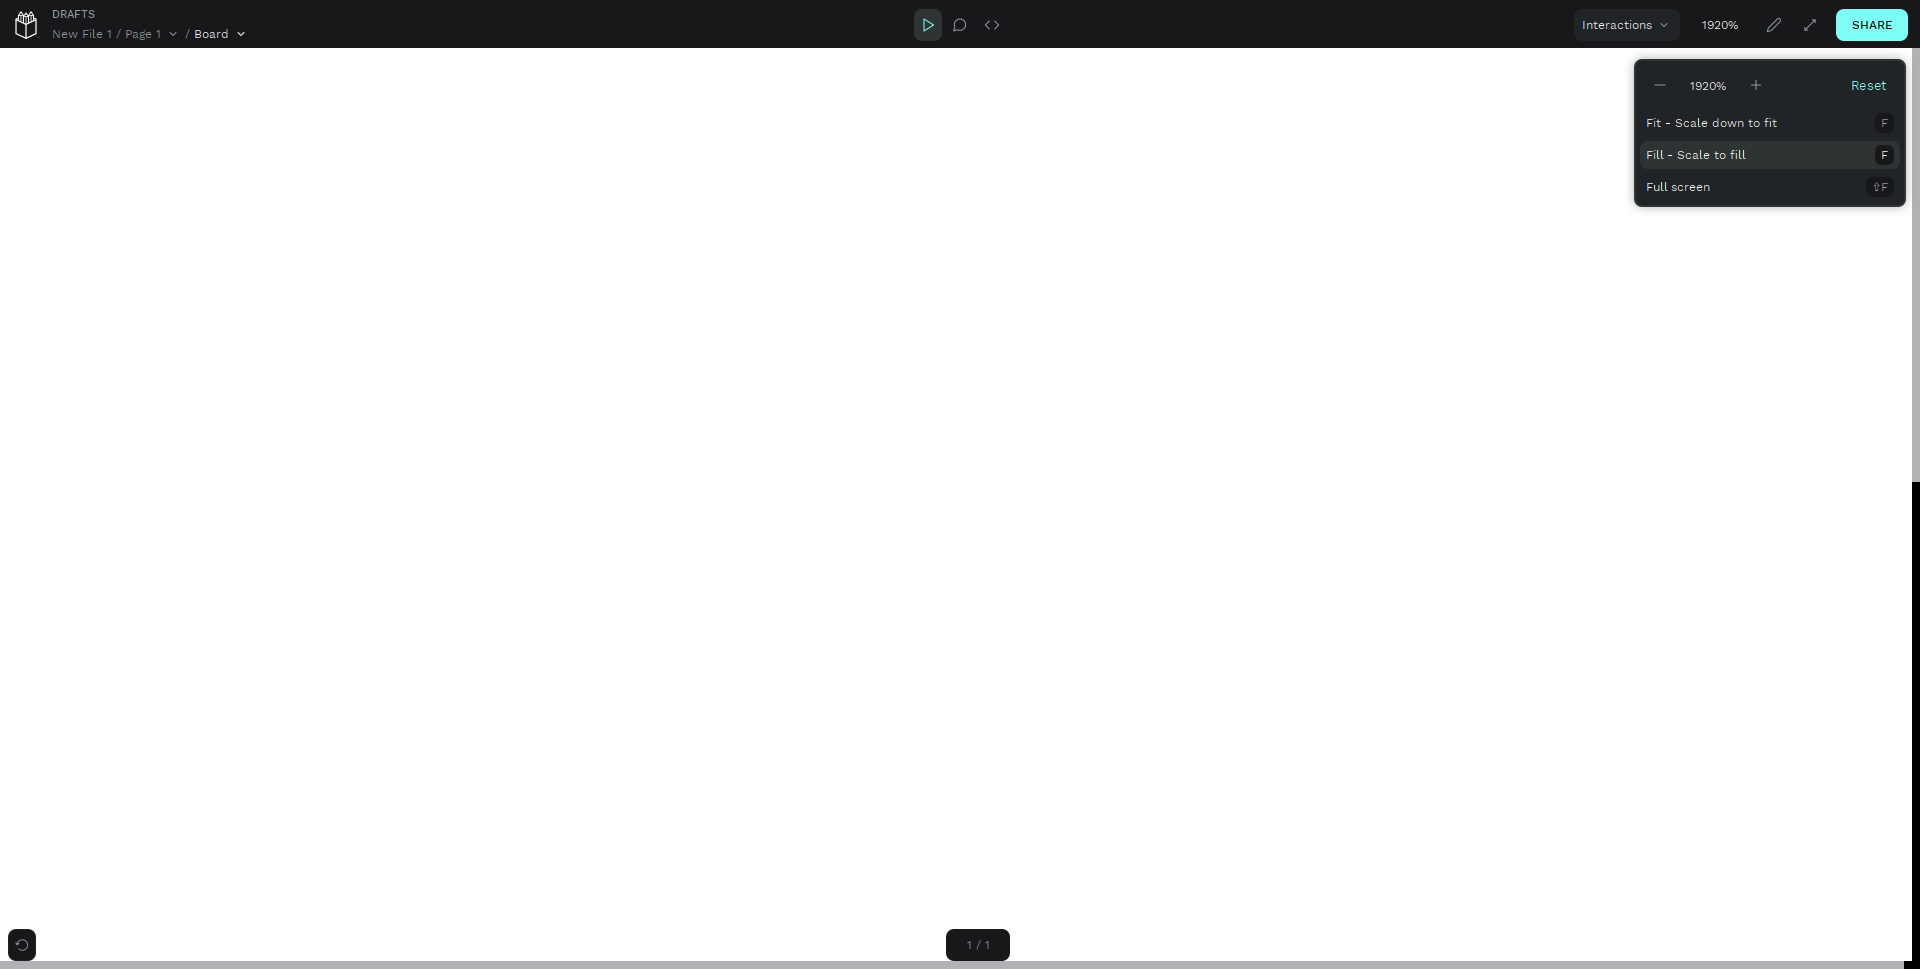 DRAFTS
New File 1 / Page 1 / Board
Interactions
1920%
SHARE
1920%
Reset
Fit - Scale down to fit F
Fill - Scale to fill F
Full screen ⇧F
1 / 1